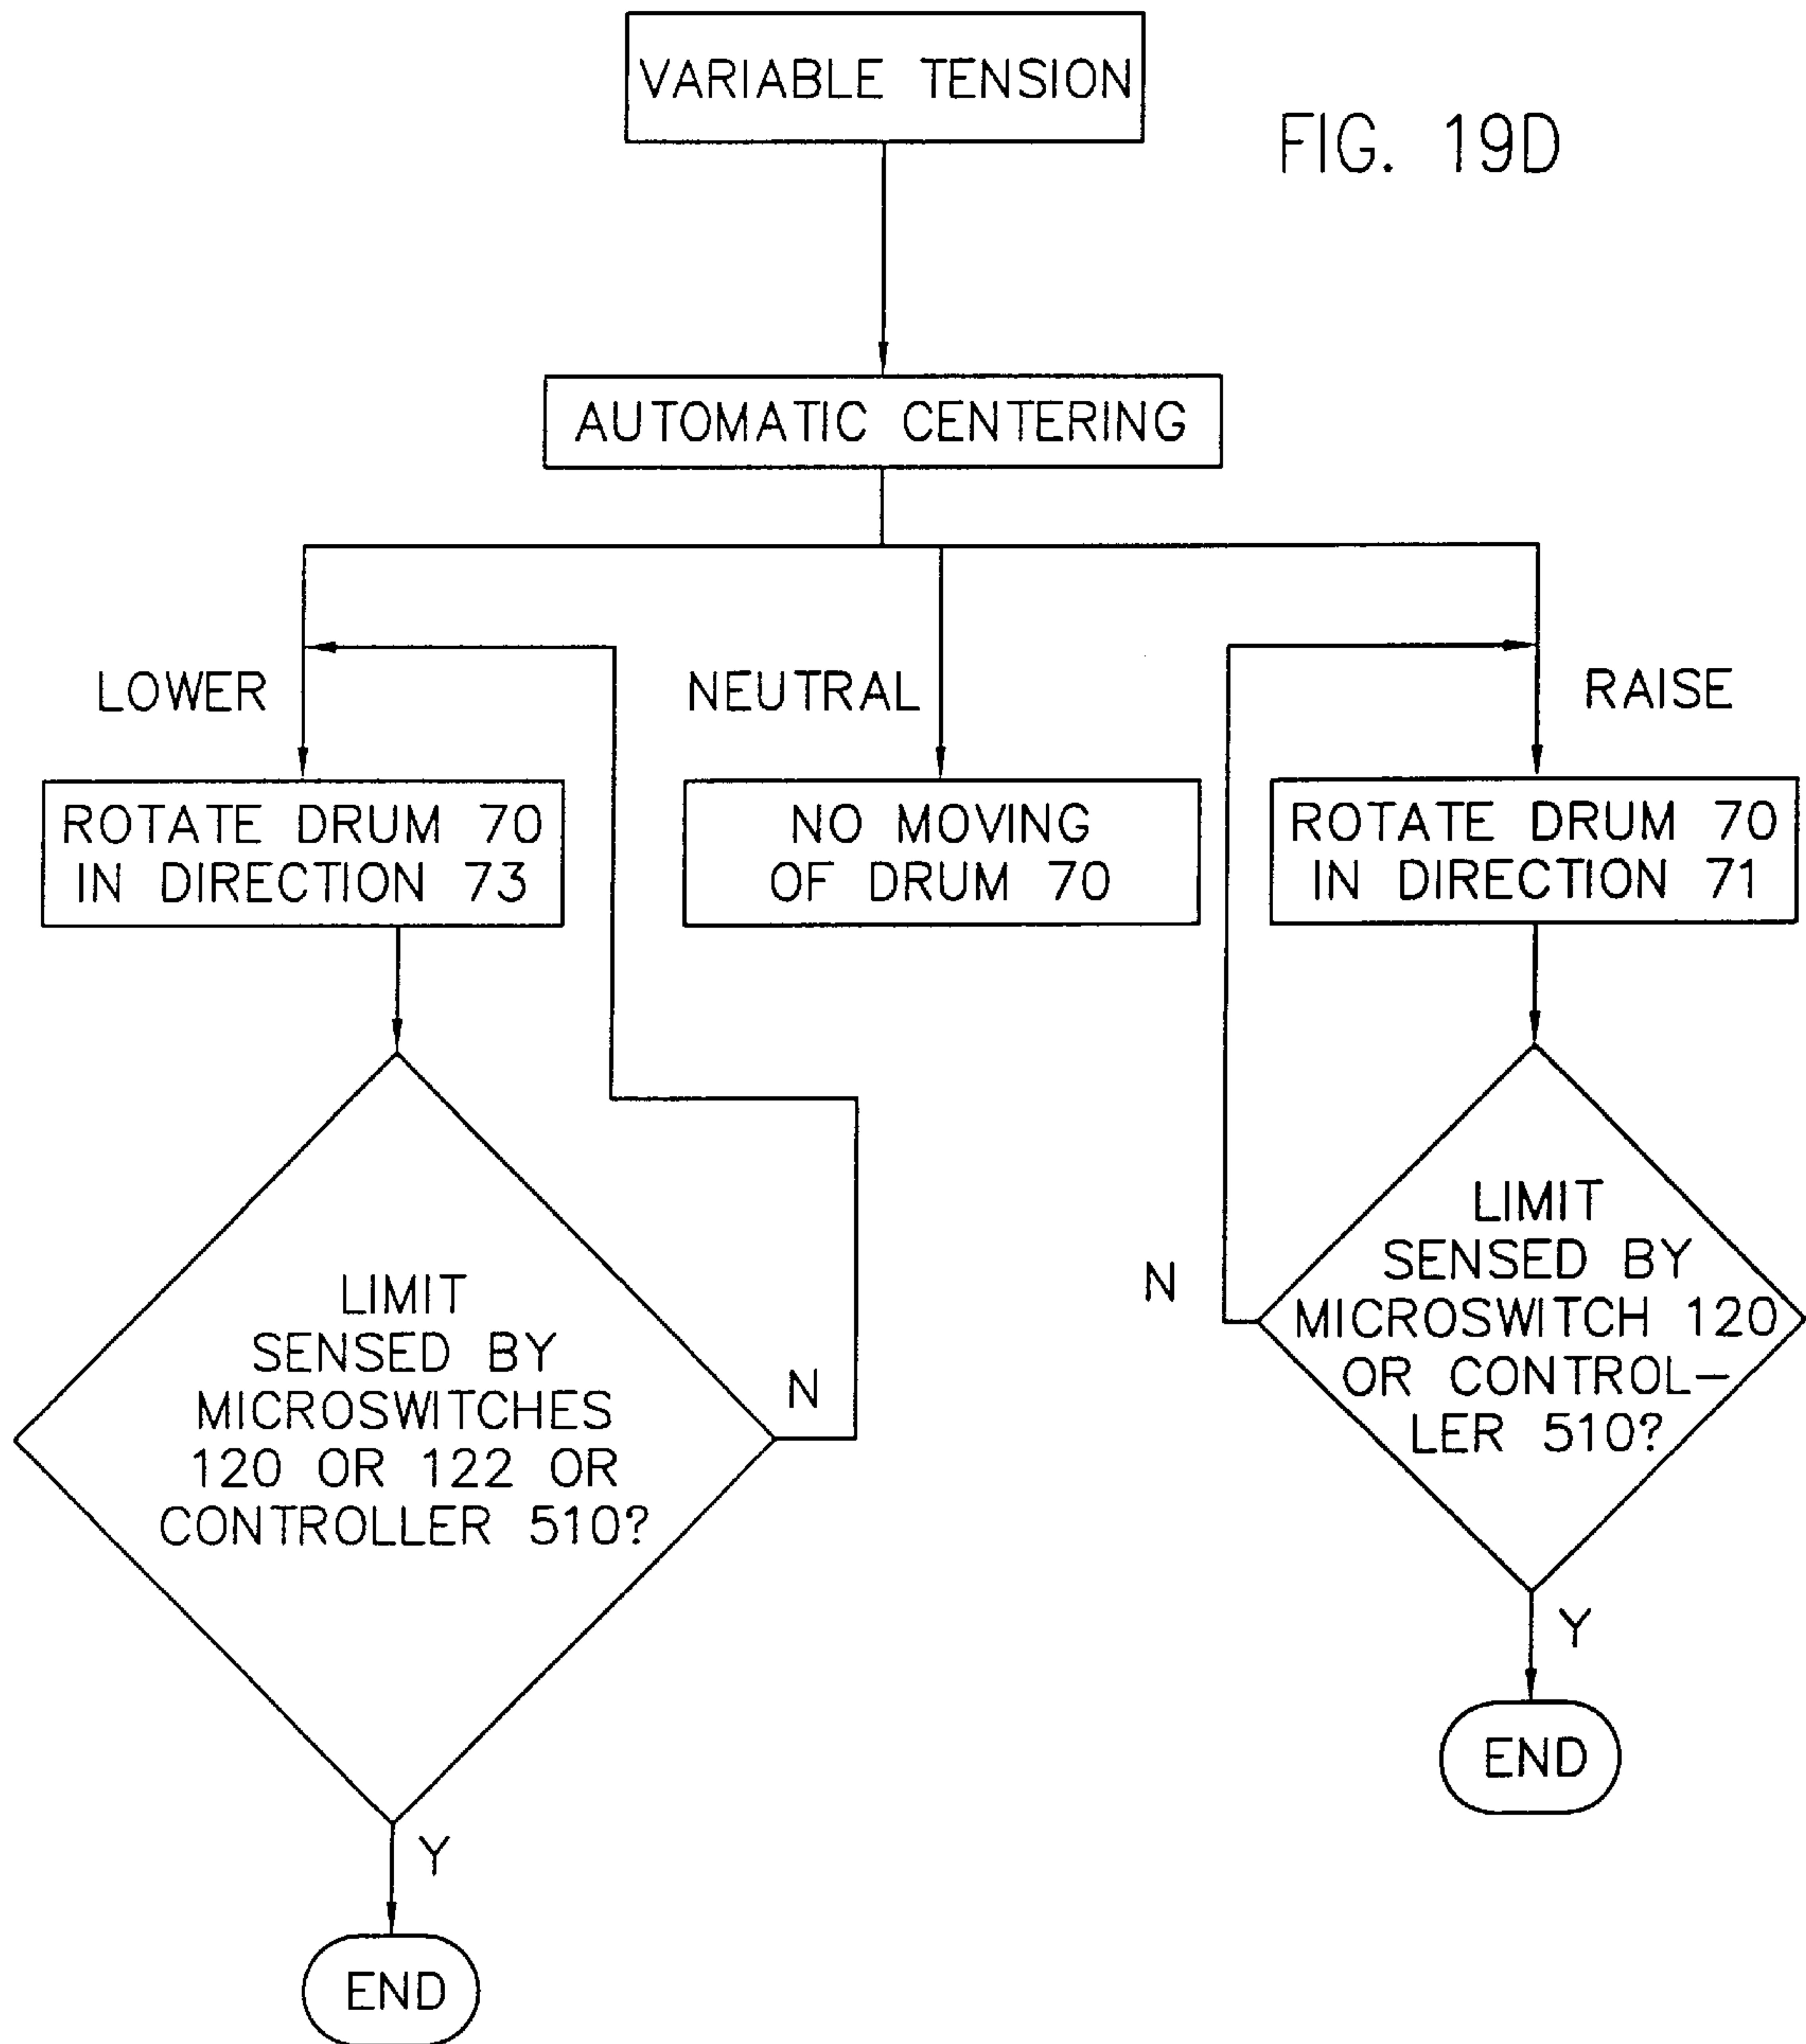 VARIABLE TENSION
FIG. 19D
AUTOMATIC CENTERING
LOWER
NEUTRAL
RAISE
ROTATE DRUM 70
IN DIRECTION 73
NO MOVING
OF DRUM 70
ROTATE DRUM 70
IN DIRECTION 71
LIMIT
SENSED BY
MICROSWITCHES
120 OR 122 OR
CONTROLLER 510?
N
Y
END
LIMIT
SENSED BY
MICROSWITCH 120
OR CONTROL-
LER 510?
N
Y
END